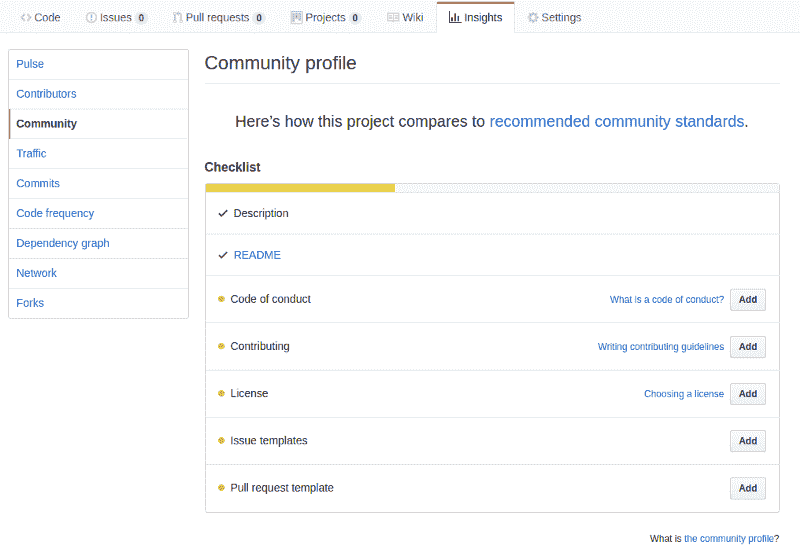 Code Issues 0 Pull requests 0 Projects 0 Wiki Insights Settings
Pulse
Contributors
Community
Traffic
Commits
Code frequency
Dependency graph
Network
Forks
Community profile
Here's how this project compares to recommended community standards.
Checklist
Description
README
Code of conduct What is a code of conduct? Add
Contributing Writing contributing guidelines Add
License Choosing a license Add
Issue templates Add
Pull request template Add
What is the community profile?